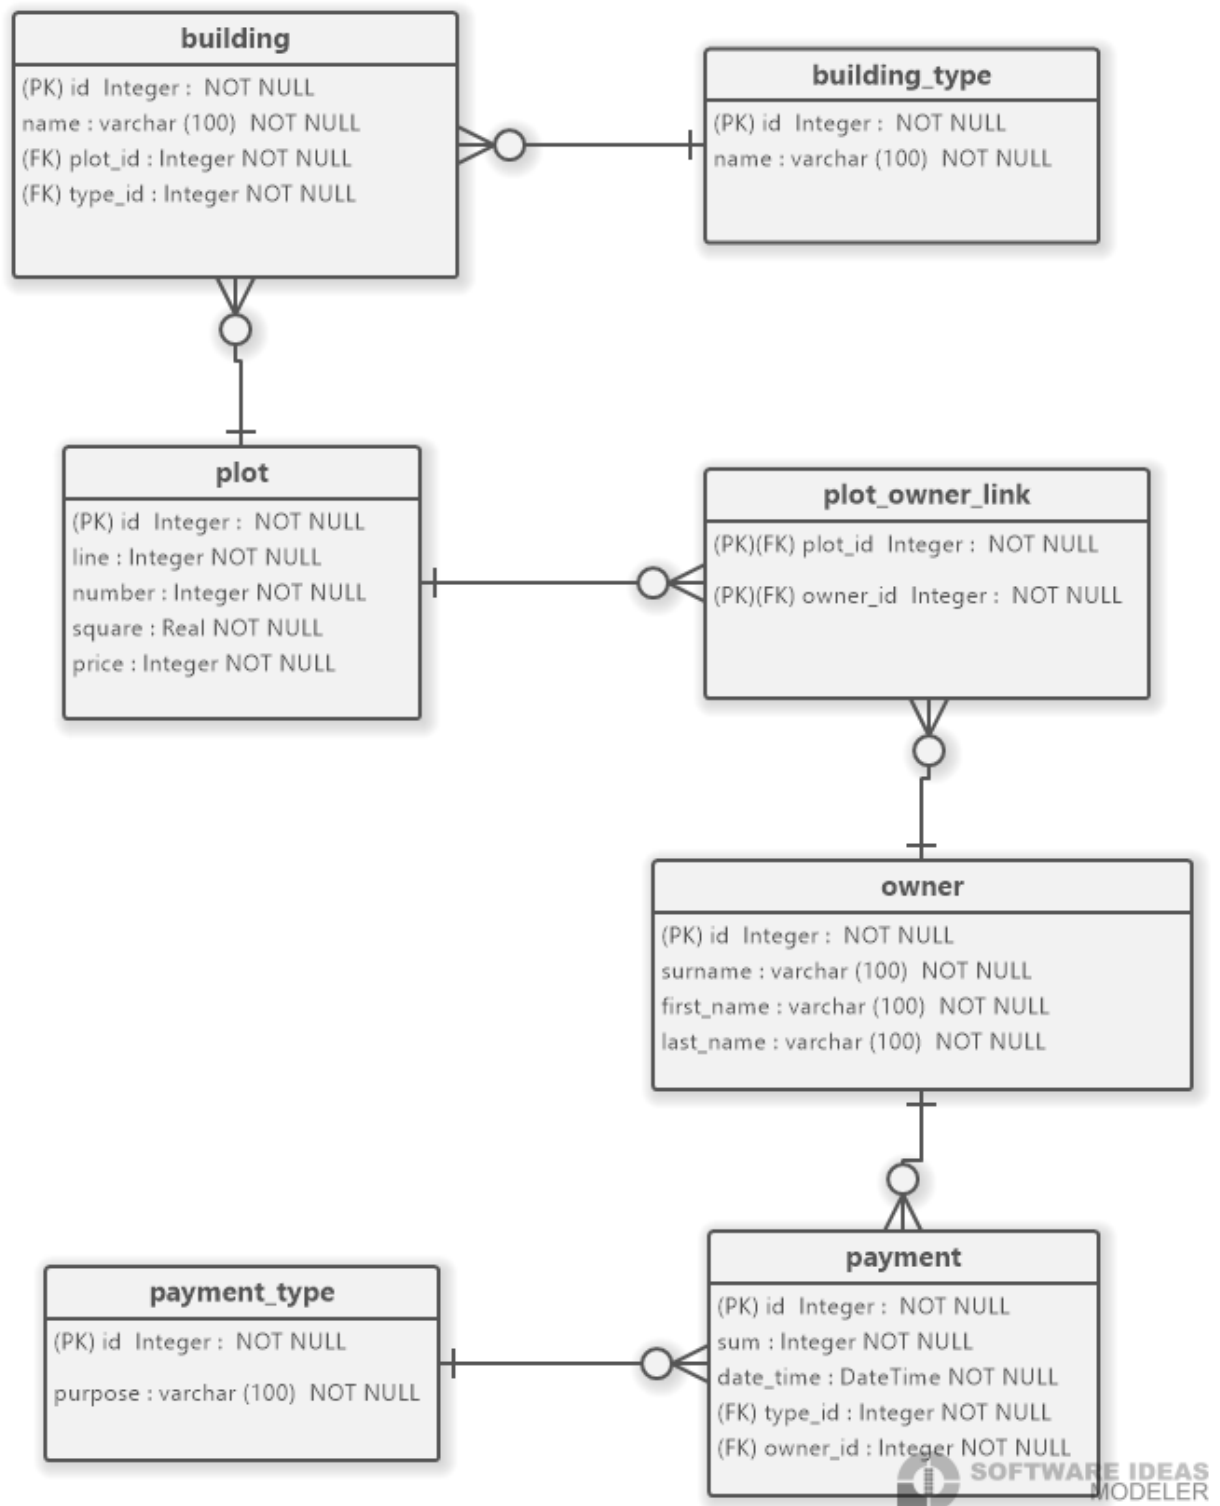 building
(PK) id  Integer :  NOT NULL
name : varchar (100)  NOT NULL
(FK) plot_id : Integer NOT NULL
(FK) type_id : Integer NOT NULL
building_type
(PK) id  Integer :  NOT NULL
name : varchar (100)  NOT NULL
plot
(PK) id  Integer :  NOT NULL
line : Integer NOT NULL
number : Integer NOT NULL
square : Real NOT NULL
price : Integer NOT NULL
plot_owner_link
(PK)(FK) plot_id  Integer :  NOT NULL
(PK)(FK) owner_id  Integer :  NOT NULL
owner
(PK) id  Integer :  NOT NULL
surname : varchar (100)  NOT NULL
first_name : varchar (100)  NOT NULL
last_name : varchar (100)  NOT NULL
payment_type
(PK) id  Integer :  NOT NULL
purpose : varchar (100)  NOT NULL
payment
(PK) id  Integer :  NOT NULL
sum : Integer NOT NULL
date_time : DateTime NOT NULL
(FK) type_id : Integer NOT NULL
(FK) owner_id : Integer NOT NULL
SOFTWARE IDEAS
MODELER